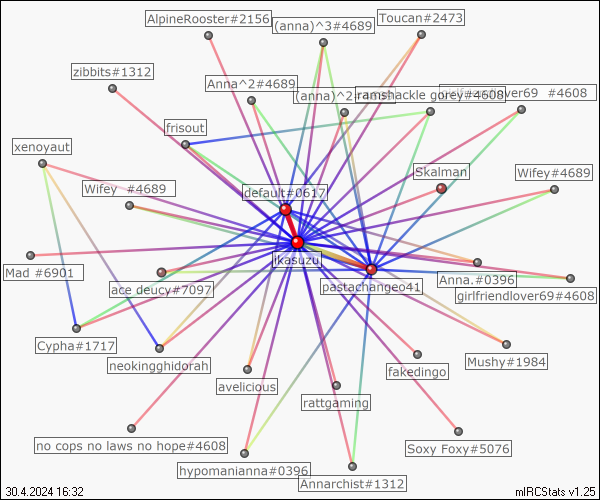 AlpineRooster#2156
(anna)^3#4689
Toucan#2473
zibbits#1312
Anna^2#4689
(anna)^2
ramshackle gorey#4608
girlfriendlover69 #4608
frisout
xenoyaut
Skalman
Wifey #4689
Wifey #4689
default#0617
ikasuzu
Mad #6901
ace deucy#7097
pastachangeo41
Anna.#0396
girlfriendlover69#4608
Cypha#1717
neokingghidorah
Mushy#1984
fakedingo
avelicious
rattgaming
no cops no laws no hope#4608
Soxy Foxy#5076
hypomanianna#0396
Annarchist#1312
30.4.2024 16:32
mIRCStats v1.25